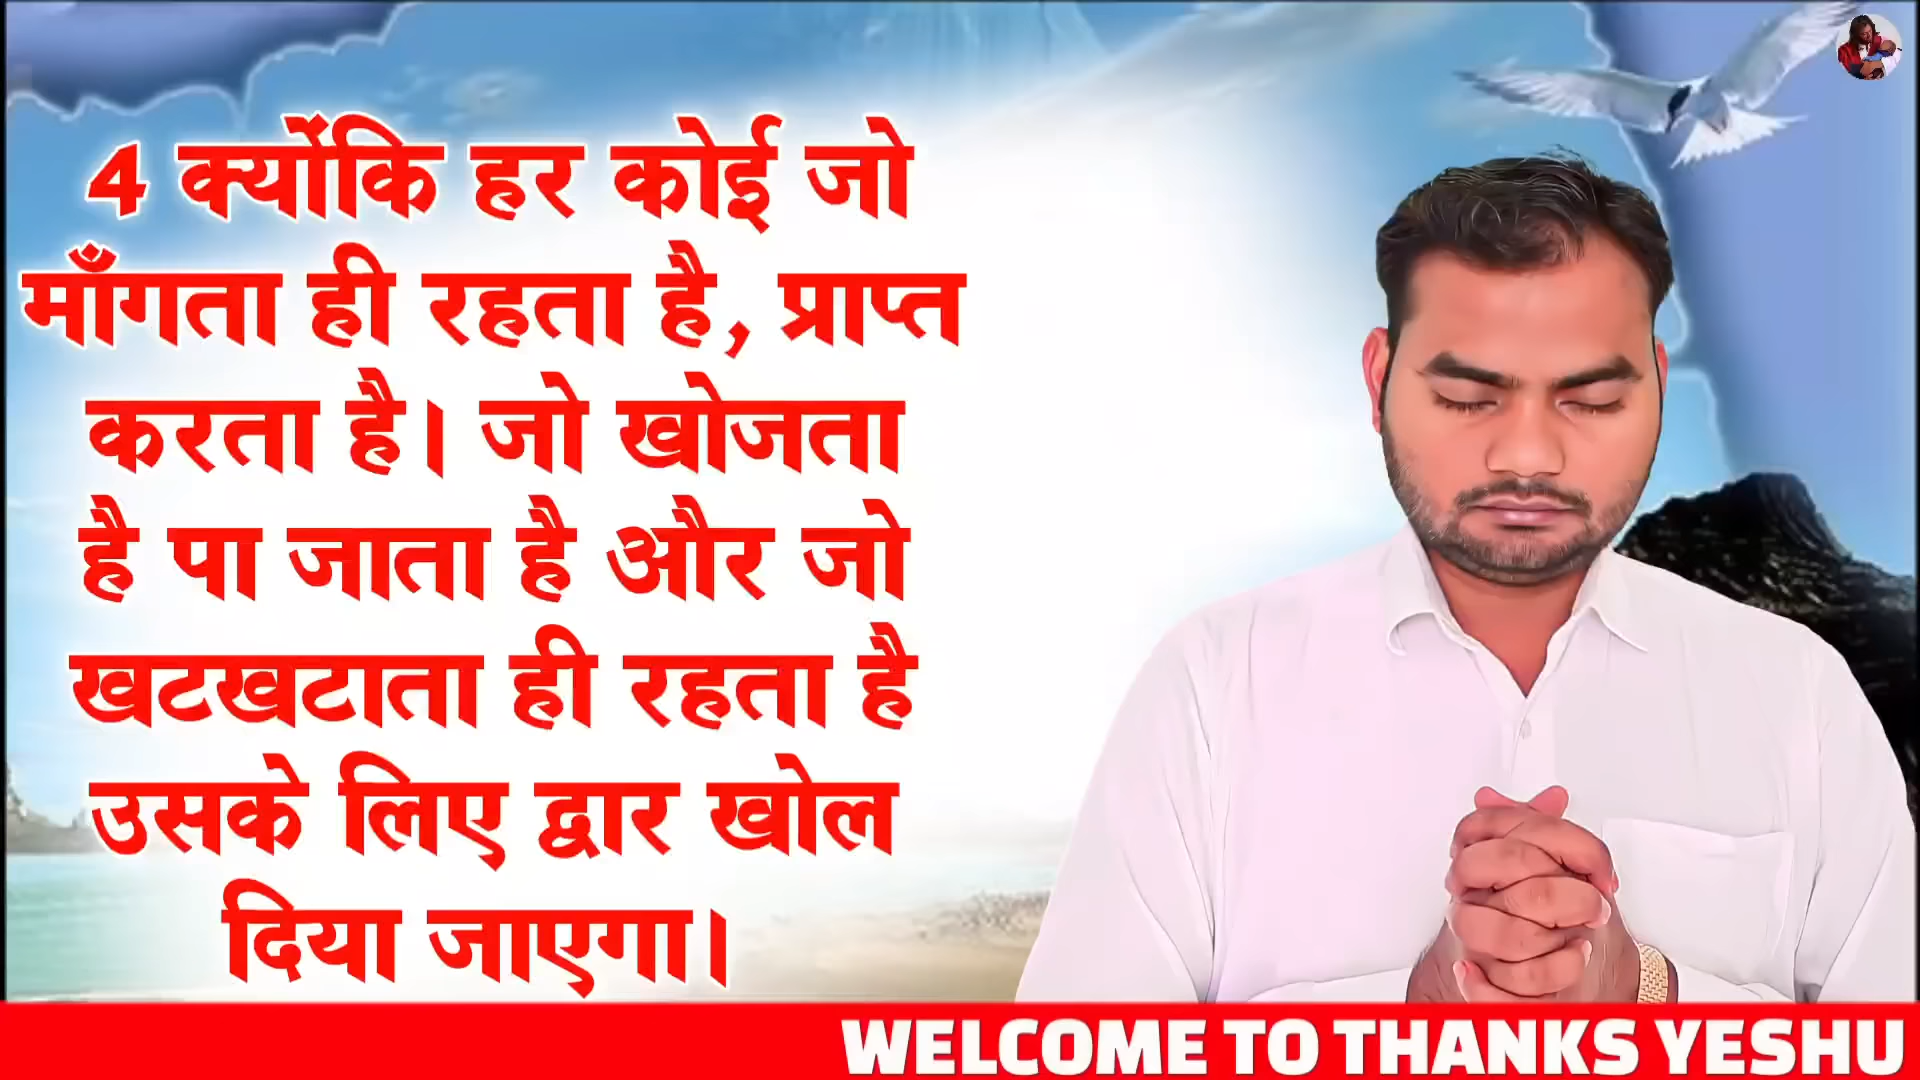 4 क्योंकि हर कोई जो
माँगता ही रहता है, प्राप्त
करता है। जो खोजता
है पा जाता है और जो
खटखटाता ही रहता है
उसके लिए द्वार खोल
दिया जाएगा।
WELCOME TO THANKS YESHU